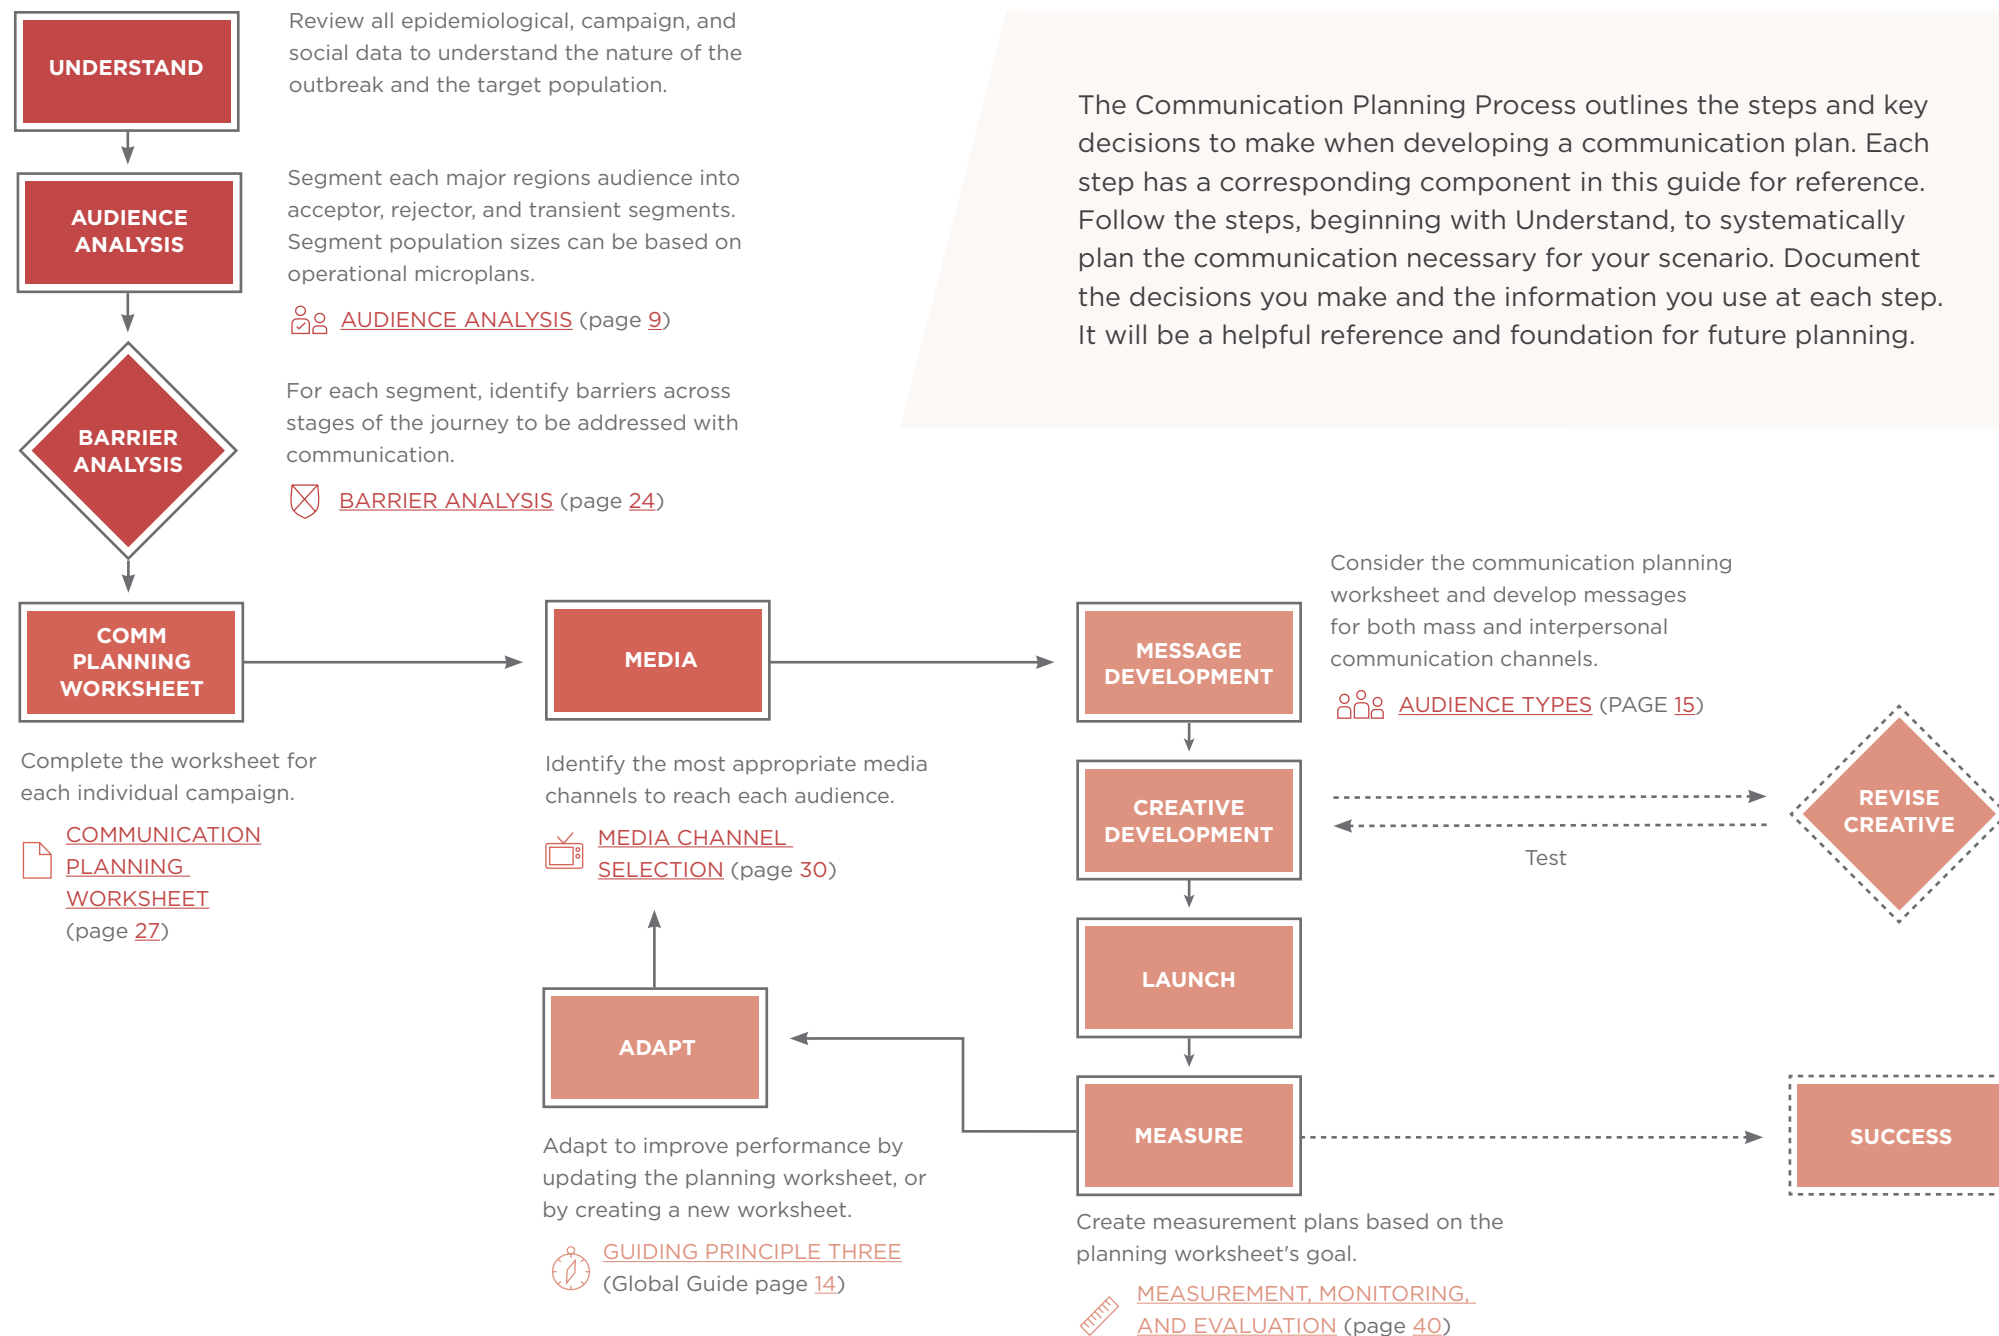 UNDERSTAND
Review all epidemiological, campaign, and
social data to understand the nature of the
outbreak and the target population.
The Communication Planning Process outlines the steps and key
decisions to make when developing a communication plan. Each
step has a corresponding component in this guide for reference.
Follow the steps, beginning with Understand, to systematically
plan the communication necessary for your scenario. Document
the decisions you make and the information you use at each step.
It will be a helpful reference and foundation for future planning.
AUDIENCE
ANALYSIS
Segment each major regions audience into
acceptor, rejector, and transient segments.
Segment population sizes can be based on
operational microplans.
AUDIENCE ANALYSIS (page 9)
BARRIER
ANALYSIS
For each segment, identify barriers across
stages of the journey to be addressed with
communication.
BARRIER ANALYSIS (page 24)
COMM
PLANNING
WORKSHEET
Complete the worksheet for
each individual campaign.
COMMUNICATION
PLANNING
WORKSHEET
(page 27)
MEDIA
Identify the most appropriate media
channels to reach each audience.
MEDIA CHANNEL
SELECTION (page 30)
MESSAGE
DEVELOPMENT
Consider the communication planning
worksheet and develop messages
for both mass and interpersonal
communication channels.
AUDIENCE TYPES (PAGE 15)
CREATIVE
DEVELOPMENT
Test
REVISE
CREATIVE
LAUNCH
MEASURE
Create measurement plans based on the
planning worksheet's goal.
MEASUREMENT, MONITORING,
AND EVALUATION (page 40)
SUCCESS
ADAPT
Adapt to improve performance by
updating the planning worksheet, or
by creating a new worksheet.
GUIDING PRINCIPLE THREE
(Global Guide page 14)